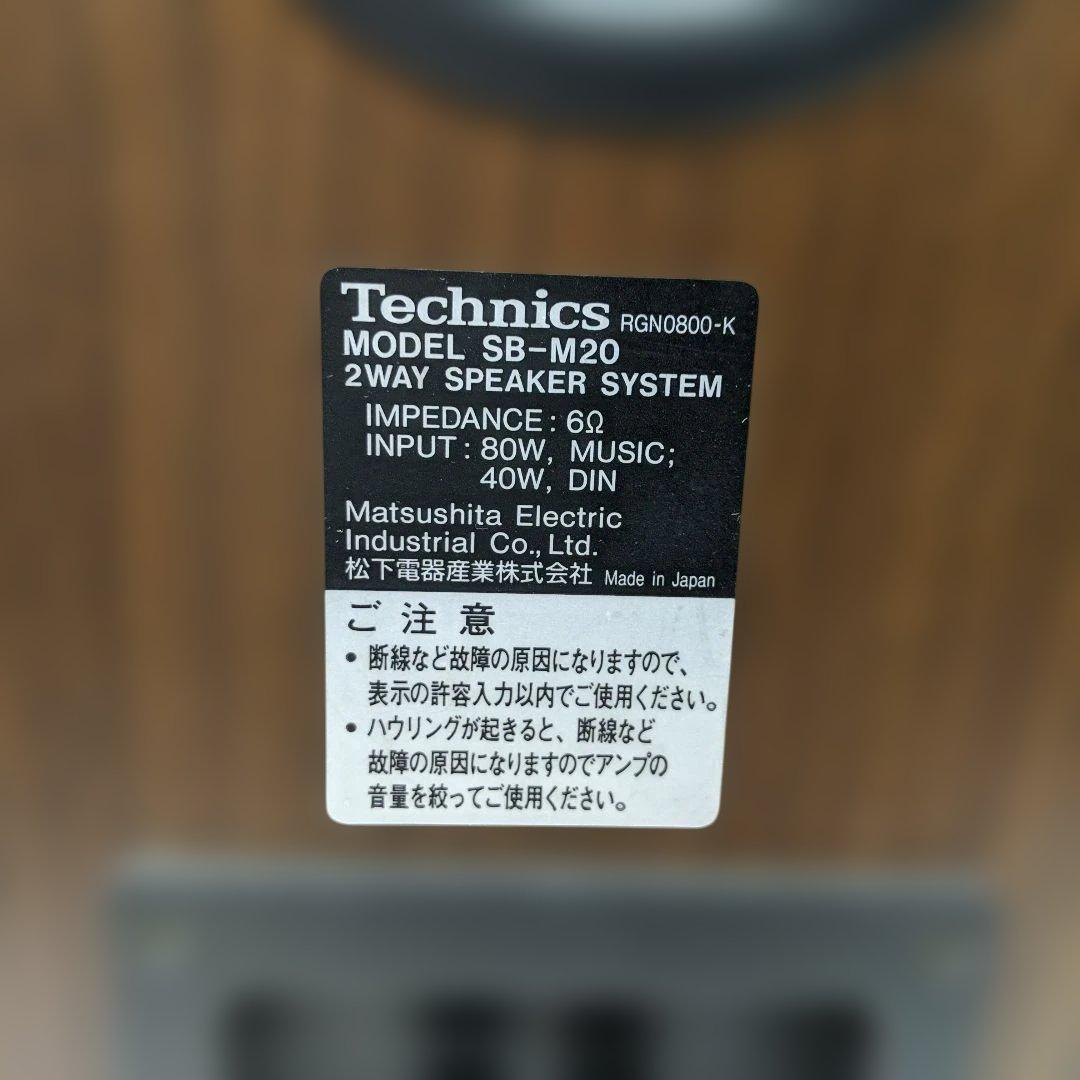 Technics RGN0800-K
MODEL SB-M20
2WAY SPEAKER SYSTEM
IMPEDANCE : 6Ω
INPUT : 80W, MUSIC;
40W, DIN
Matsushita Electric
Industrial Co., Ltd.
松下電器産業株式会社 Made in Japan
ご注意
• 断線など故障の原因になりますので、
表示の許容入力以内でご使用ください。
• ハウリングが起きると、断線など
故障の原因になりますのでアンプの
音量を絞ってご使用ください。